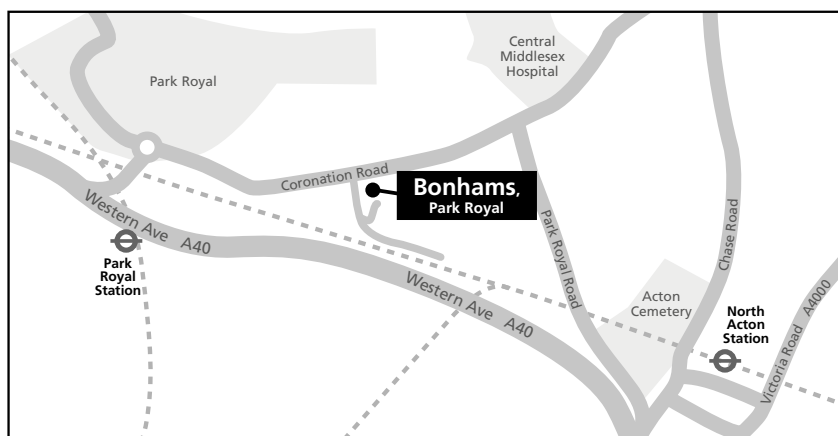 Central
Middlesex
Hospital
Park Royal
Coronation Road
Bonhams,
Park Royal
Western Ave A40
Park
Royal
Station
Park Royal Road
Chase Road
Western Ave A40
Acton
Cemetery
North
Acton
Station
Victoria Road A4000